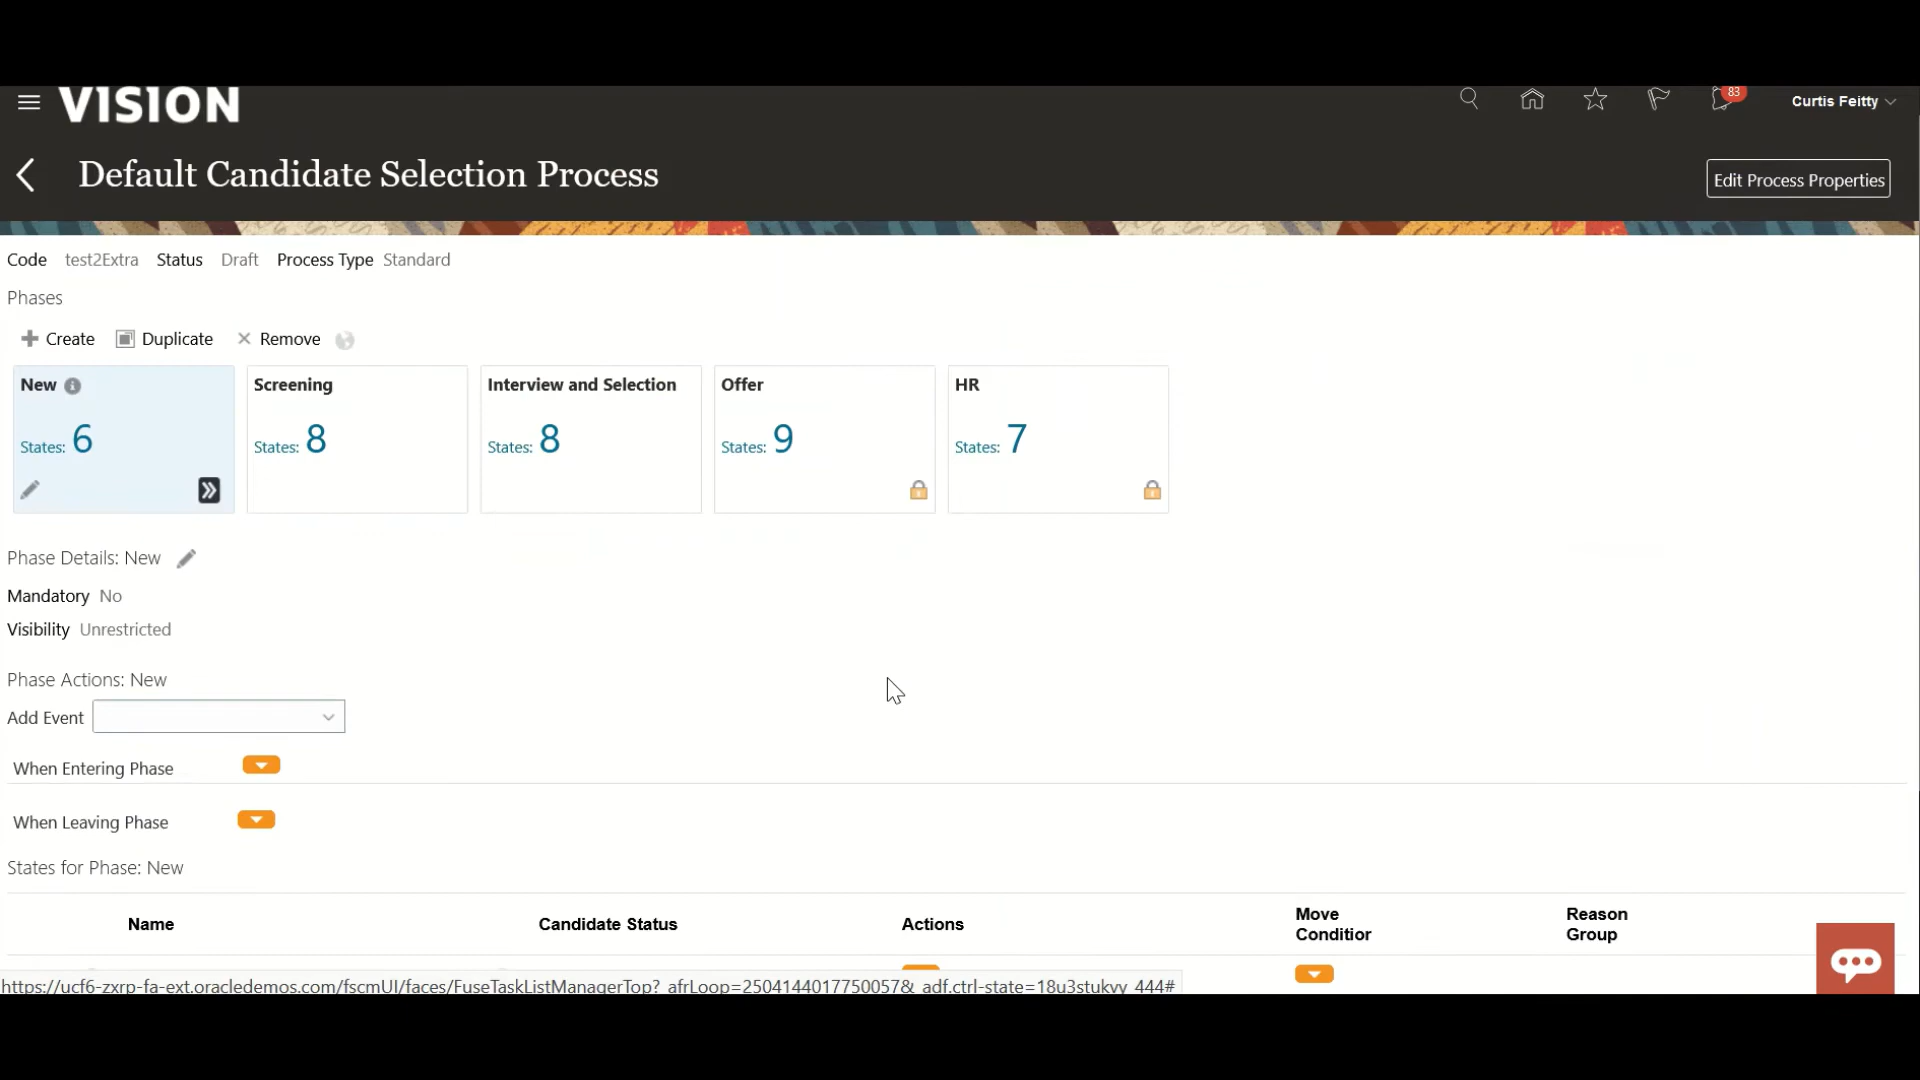 VISION
83
Curtis Feitty
Default Candidate Selection Process
Edit Process Properties
Code test2Extra Status Draft Process Type Standard
Phases
Create Duplicate Remove
New
States: 6
Screening
States: 8
Interview and Selection
States: 8
Offer
States: 9
HR
States: 7
Phase Details: New
Mandatory No
Visibility Unrestricted
Phase Actions: New
Add Event
When Entering Phase
When Leaving Phase
States for Phase: New
Name Candidate Status Actions
Move
Conditior
Reason
Group
https://ucf6-zxrp-fa-ext.oracledemos.com/fscmUI/faces/FuseTaskListManagerTop?_afrLoop=2504144017750057&_adf.ctrl-state=18u3stukvy_444#